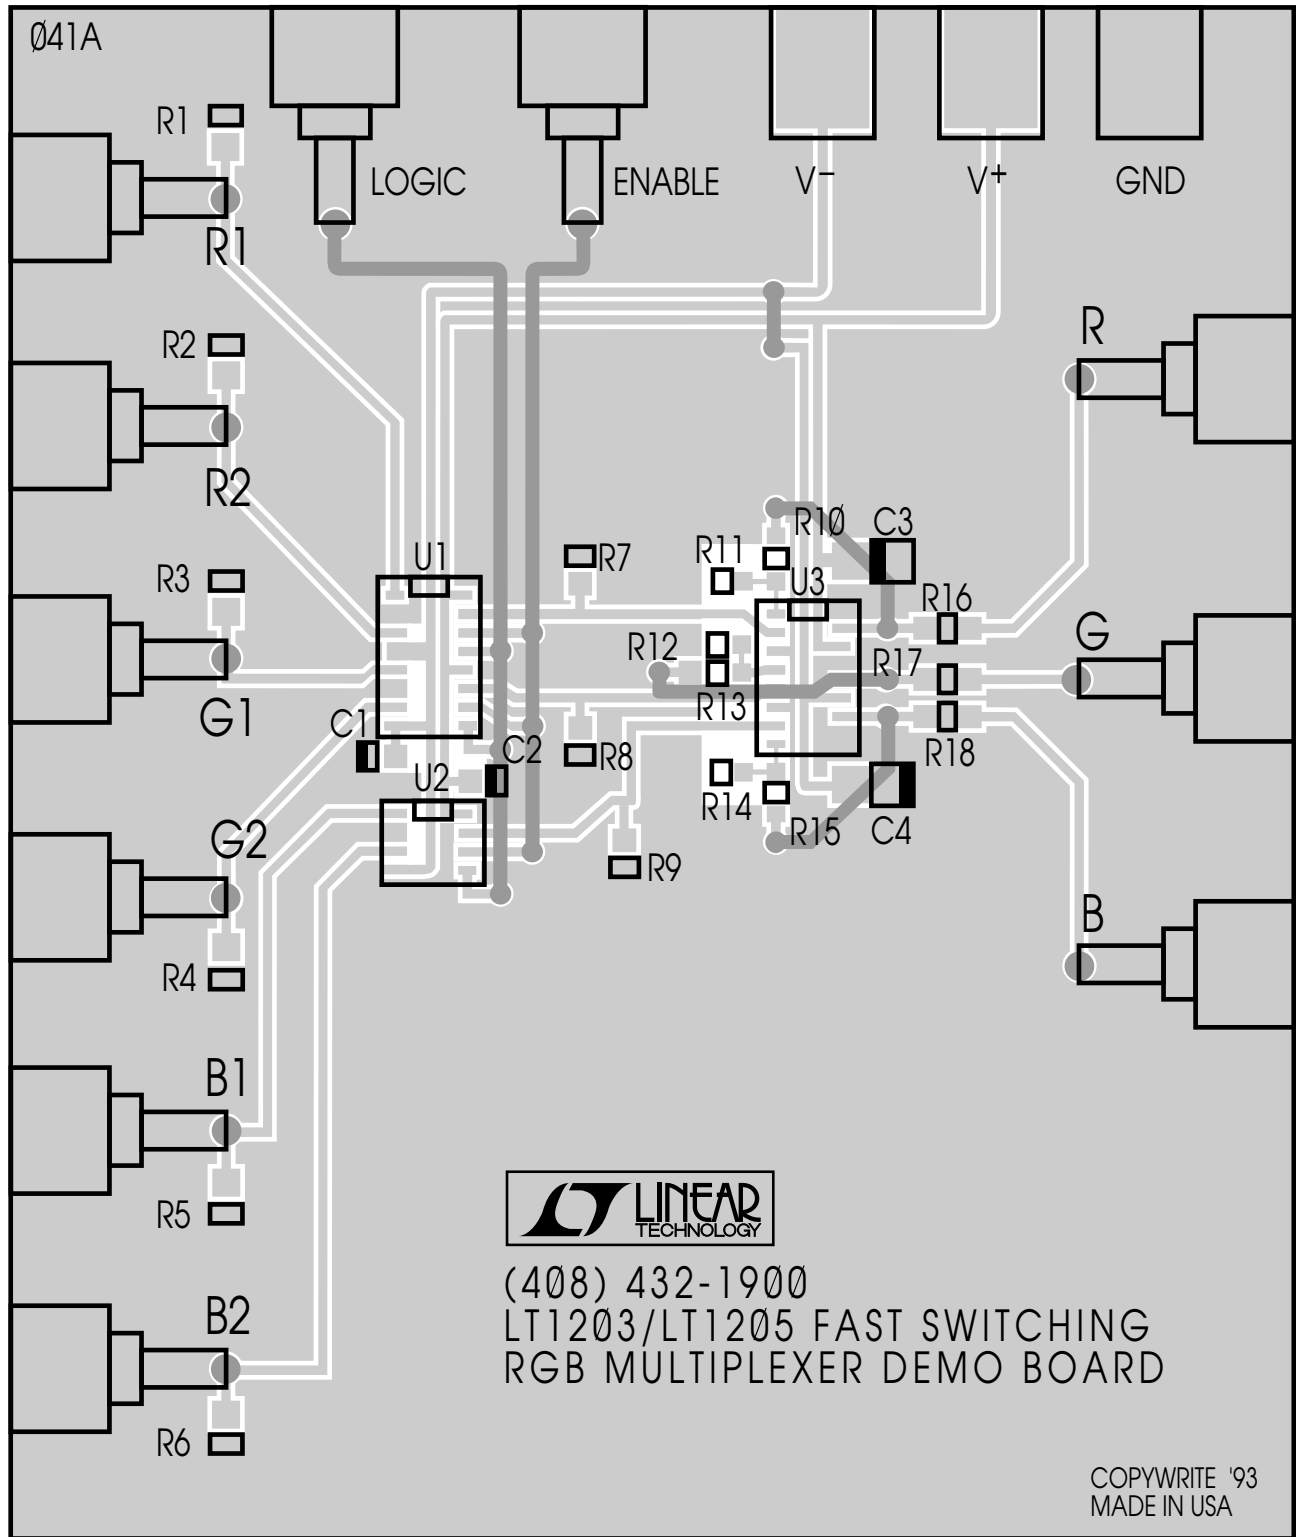 Ø41A
R1
LOGIC
ENABLE
V–
V+
GND
R1
R2
R
R2
R1Ø
C3
R3
U1
R7
R11
U3
R16
G
R12
R17
G1
C1
R13
C2
R8
R18
U2
R14
R15
C4
G2
R9
B
R4
B1
R5
LINEAR
TECHNOLOGY
(4Ø8) 432-19ØØ
LT12Ø3/LT12Ø5 FAST SWITCHING
RGB MULTIPLEXER DEMO BOARD
B2
R6
COPYWRITE '93
MADE IN USA